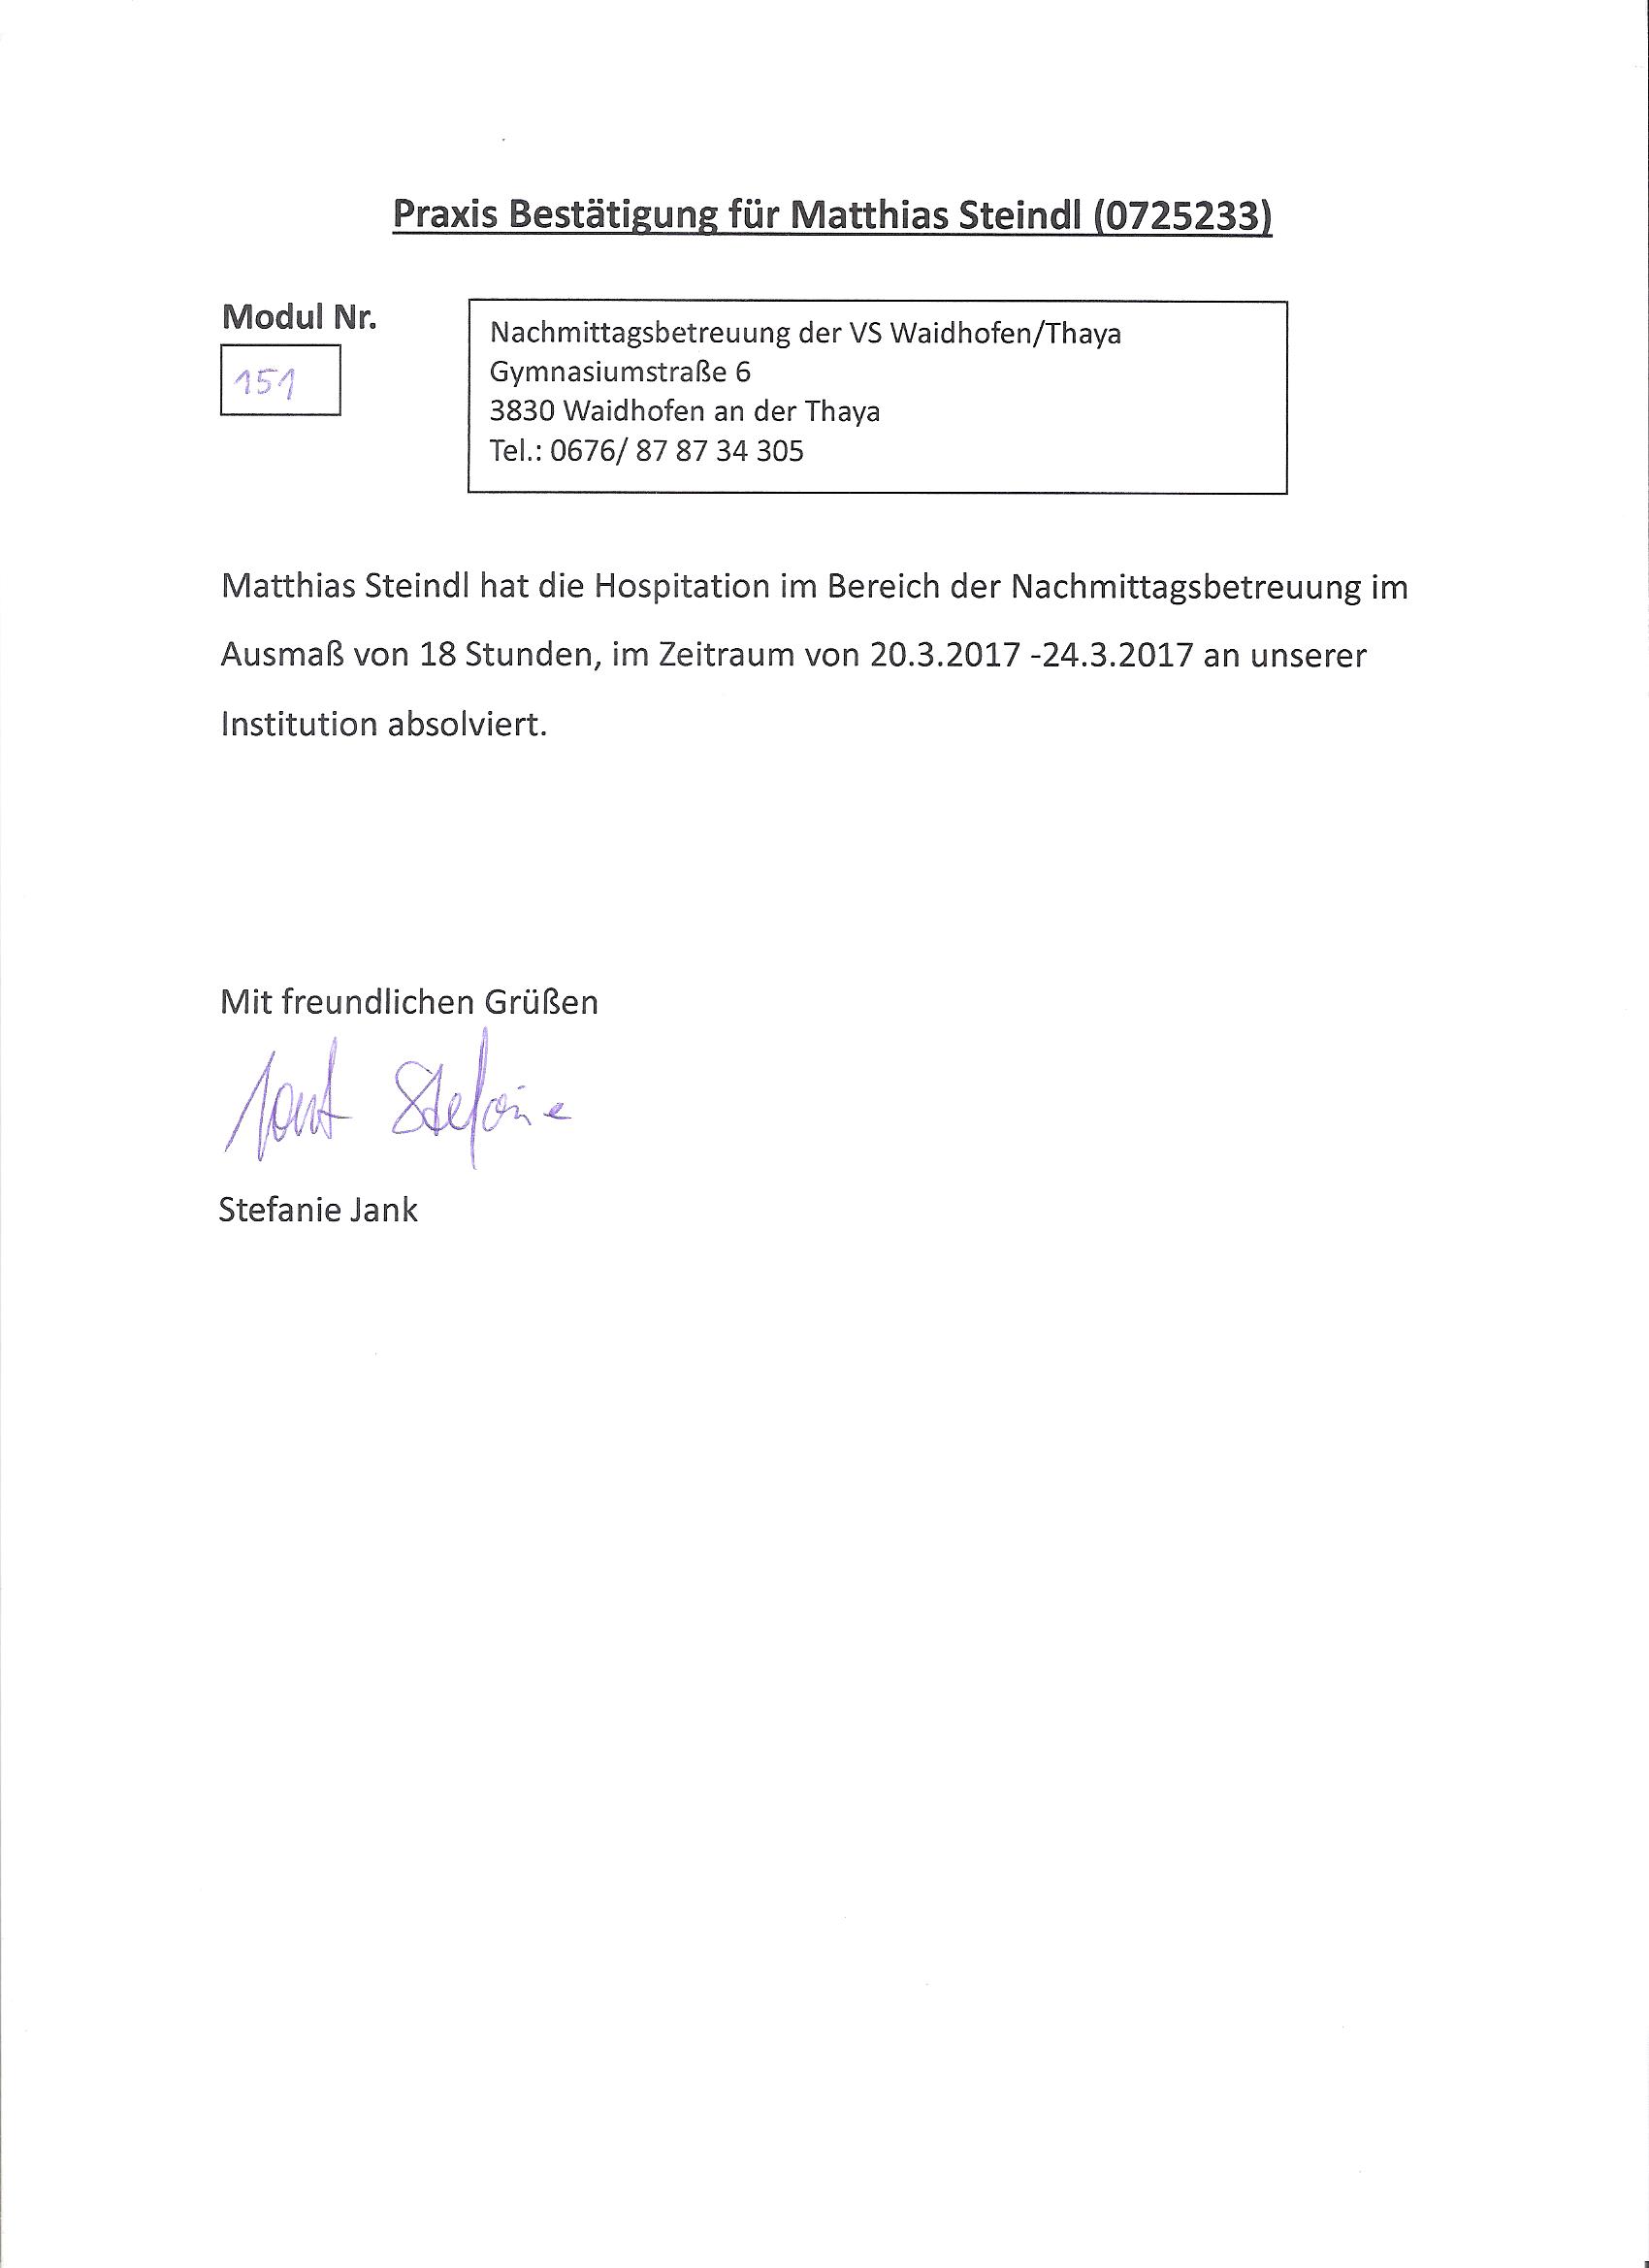 Praxis Bestätigung für Matthias Steindl (0725233)
Modul Nr.
151
Nachmittagsbetreuung der VS Waidhofen/Thaya
Gymnasiumstraße 6
3830 Waidhofen an der Thaya
Tel.: 0676/ 87 87 34 305
Matthias Steindl hat die Hospitation im Bereich der Nachmittagsbetreuung im
Ausmaß von 18 Stunden, im Zeitraum von 20.3.2017 -24.3.2017 an unserer
Institution absolviert.
Mit freundlichen Grüßen
Jank Stefanie
Stefanie Jank